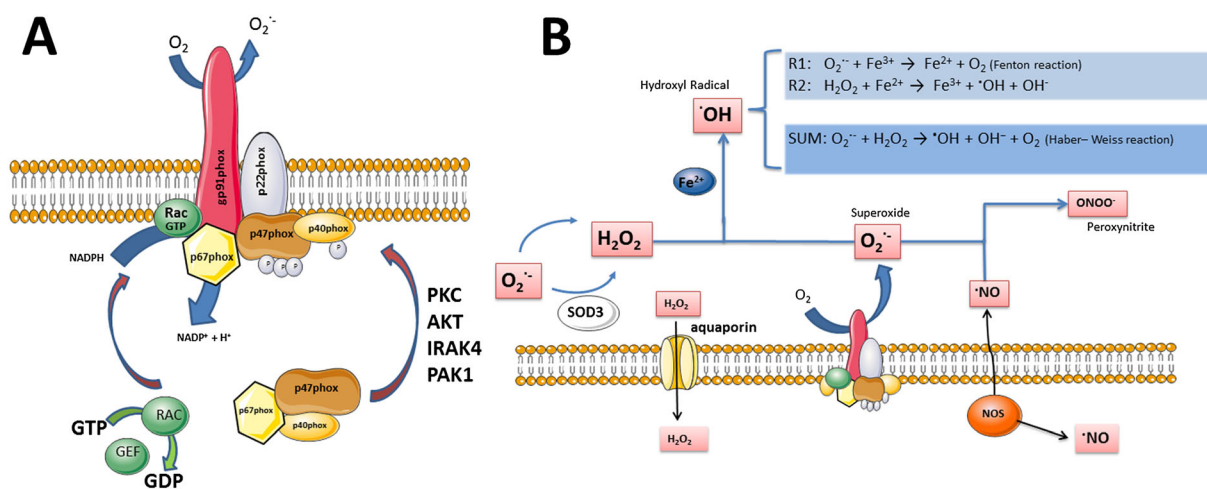 A
O₂
O₂˙⁻
gp91phox
p22phox
Rac
GTP
p47phox
p40phox
p67phox
P
P
P
P
NADPH
NADP⁺ + H⁺
PKC
AKT
IRAK4
PAK1
p47phox
p67phox
p40phox
GTP
RAC
GEF
GDP
B
Hydroxyl Radical
˙OH
R1: O₂˙⁻ + Fe³⁺ → Fe²⁺ + O₂ (Fenton reaction)
R2: H₂O₂ + Fe²⁺ → Fe³⁺ + ˙OH + OH⁻
SUM: O₂˙⁻ + H₂O₂ → ˙OH + OH⁻ + O₂ (Haber– Weiss reaction)
Fe²⁺
Superoxide
ONOO⁻
Peroxynitrite
H₂O₂
O₂˙⁻
O₂˙⁻
SOD3
H₂O₂
aquaporin
O₂
˙NO
H₂O₂
NOS
˙NO